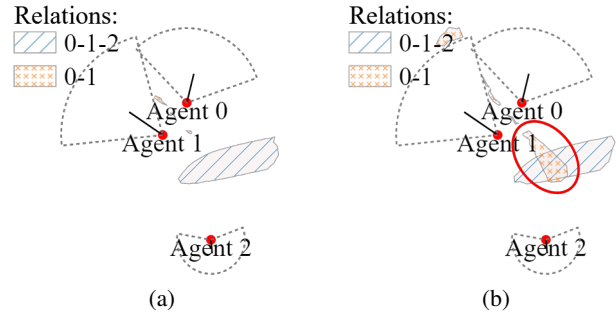 Relations:
0-1-2
0-1
Agent 0
Agent 1
Agent 2
(a)
Relations:
0-1-2
0-1
Agent 0
Agent 1
Agent 2
(b)